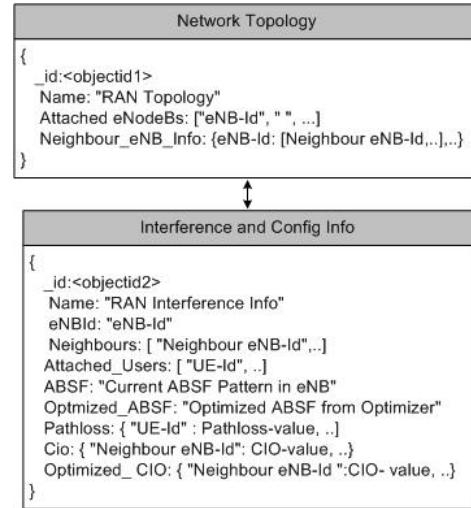 Network Topology
{
_id:<objectid1>
Name: "RAN Topology"
Attached eNodeBs: ["eNB-Id", " ", ...]
Neighbour_eNB_Info: {eNB-Id: [Neighbour eNB-Id,..],..}
}
Interference and Config Info
{
_id:<objectid2>
Name: "RAN Interference Info"
eNBId: "eNB-Id"
Neighbours: [ "Neighbour eNB-Id",..]
Attached_Users: [ "UE-Id", ..]
ABSF: "Current ABSF Pattern in eNB"
Optmized_ABSF: "Optimized ABSF from Optimizer"
Pathloss: { "UE-Id" : Pathloss-value, ..]
Cio: { "Neighbour eNB-Id": CIO-value, ..}
Optimized_ CIO: { "Neighbour eNB-Id ":CIO- value, ..}
}